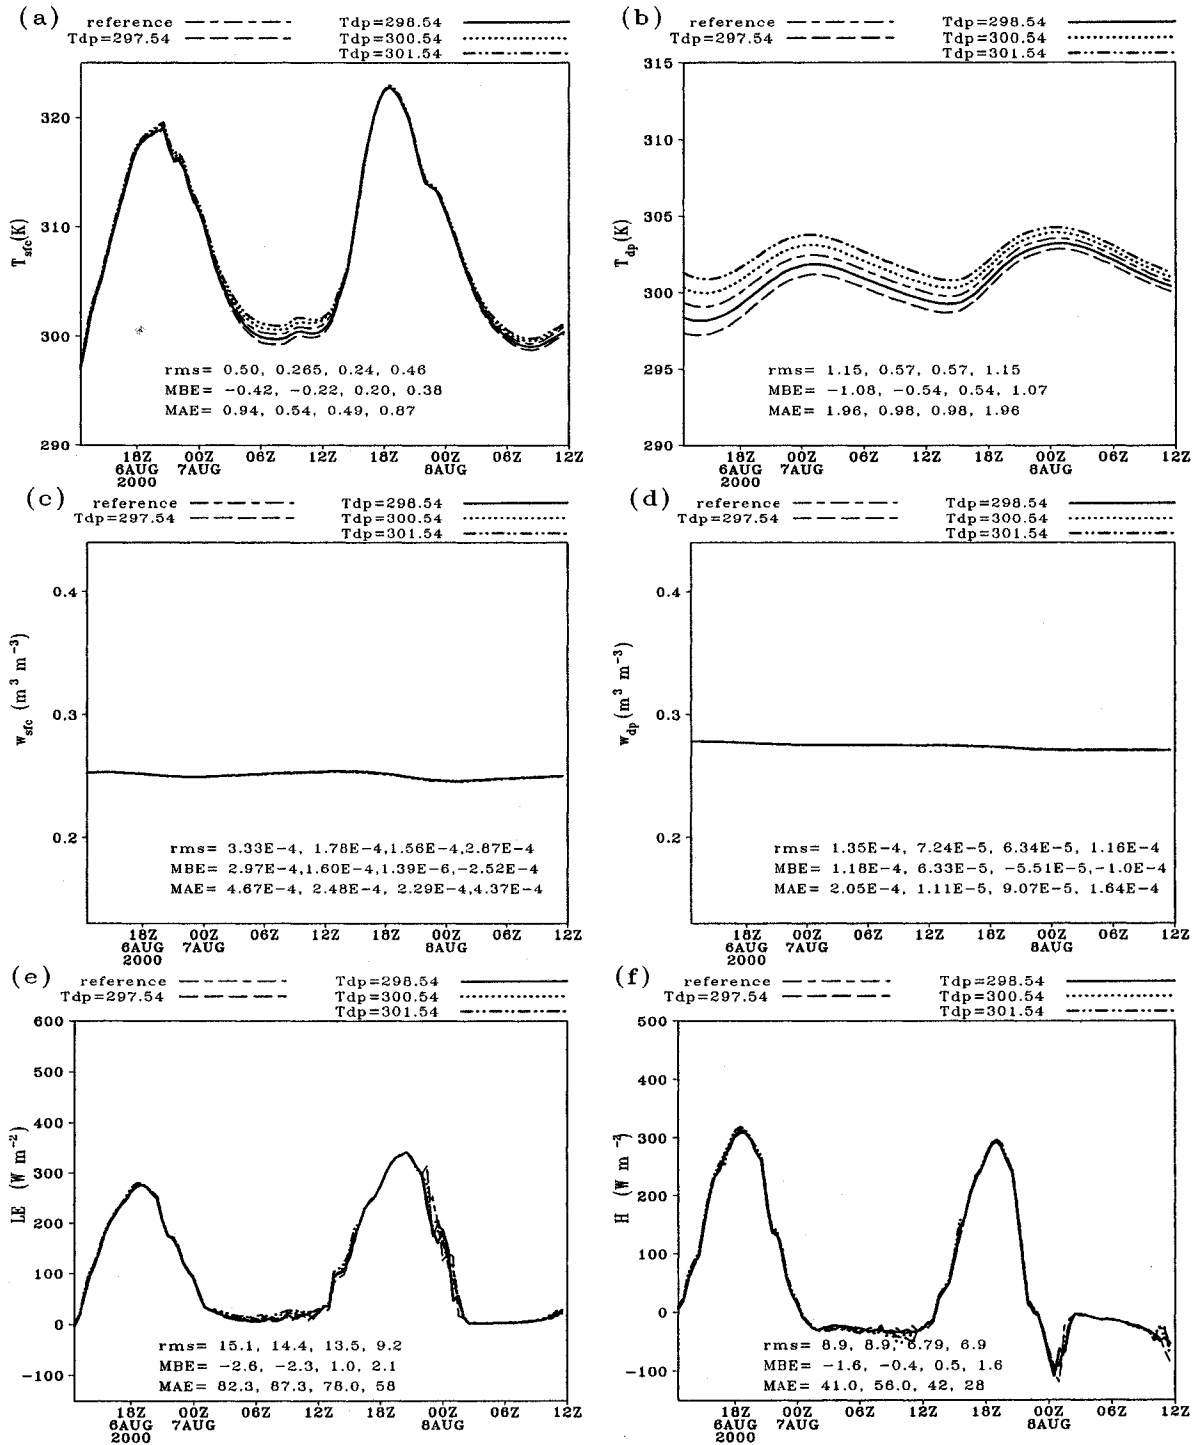 (a)
reference
Tdp=297.54
Tdp=298.54
Tdp=300.54
Tdp=301.54
T_sfc(K)
320
310
300
290
rms= 0.50, 0.265, 0.24, 0.46
MBE= −0.42, −0.22, 0.20, 0.38
MAE= 0.94, 0.54, 0.49, 0.87
18Z 00Z 06Z 12Z 18Z 00Z 06Z 12Z
6AUG 7AUG 8AUG
2000
(b)
reference
Tdp=297.54
Tdp=298.54
Tdp=300.54
Tdp=301.54
T_dp(K)
315
310
305
300
295
290
rms= 1.15, 0.57, 0.57, 1.15
MBE= −1.08, −0.54, 0.54, 1.07
MAE= 1.96, 0.98, 0.98, 1.96
18Z 00Z 06Z 12Z 18Z 00Z 06Z 12Z
6AUG 7AUG 8AUG
2000
(c)
reference
Tdp=297.54
Tdp=298.54
Tdp=300.54
Tdp=301.54
w_sfc (m³ m⁻³)
0.4
0.3
0.2
rms= 3.33E−4, 1.78E−4,1.56E−4,2.87E−4
MBE= 2.97E−4,1.60E−4,1.39E−6,−2.52E−4
MAE= 4.67E−4, 2.48E−4, 2.29E−4,4.37E−4
18Z 00Z 06Z 12Z 18Z 00Z 06Z 12Z
6AUG 7AUG 8AUG
2000
(d)
reference
Tdp=297.54
Tdp=298.54
Tdp=300.54
Tdp=301.54
w_dp (m³ m⁻³)
0.4
0.3
0.2
rms= 1.35E−4, 7.24E−5, 6.34E−5, 1.16E−4
MBE= 1.18E−4, 6.33E−5, −5.51E−5,−1.0E−4
MAE= 2.05E−4, 1.11E−5, 9.07E−5, 1.64E−4
18Z 00Z 06Z 12Z 18Z 00Z 06Z 12Z
6AUG 7AUG 8AUG
2000
(e)
reference
Tdp=297.54
Tdp=298.54
Tdp=300.54
Tdp=301.54
LE (W m⁻²)
600
500
400
300
200
100
0
−100
rms= 15.1, 14.4, 13.5, 9.2
MBE= −2.6, −2.3, 1.0, 2.1
MAE= 82.3, 87.3, 78.0, 58
18Z 00Z 06Z 12Z 18Z 00Z 06Z 12Z
6AUG 7AUG 8AUG
2000
(f)
reference
Tdp=297.54
Tdp=298.54
Tdp=300.54
Tdp=301.54
H (W m⁻²)
500
400
300
200
100
0
−100
rms= 8.9, 8.9, 6.79, 6.9
MBE= −1.6, −0.4, 0.5, 1.6
MAE= 41.0, 56.0, 42, 28
18Z 00Z 06Z 12Z 18Z 00Z 06Z 12Z
6AUG 7AUG 8AUG
2000